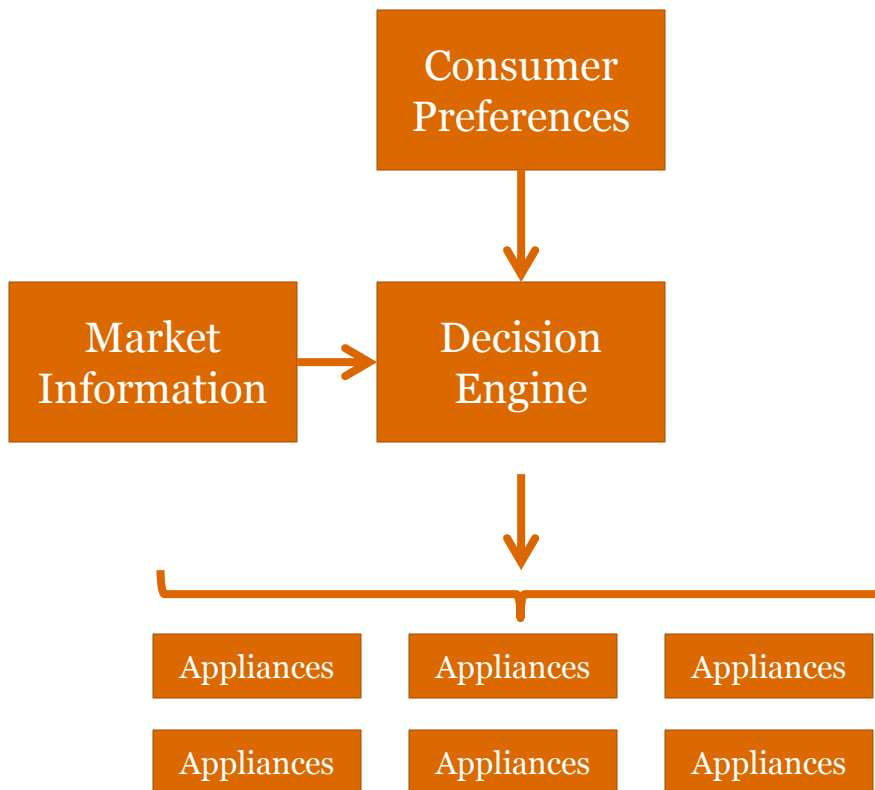 Consumer
Preferences
Market
Information
Decision
Engine
Appliances
Appliances
Appliances
Appliances
Appliances
Appliances